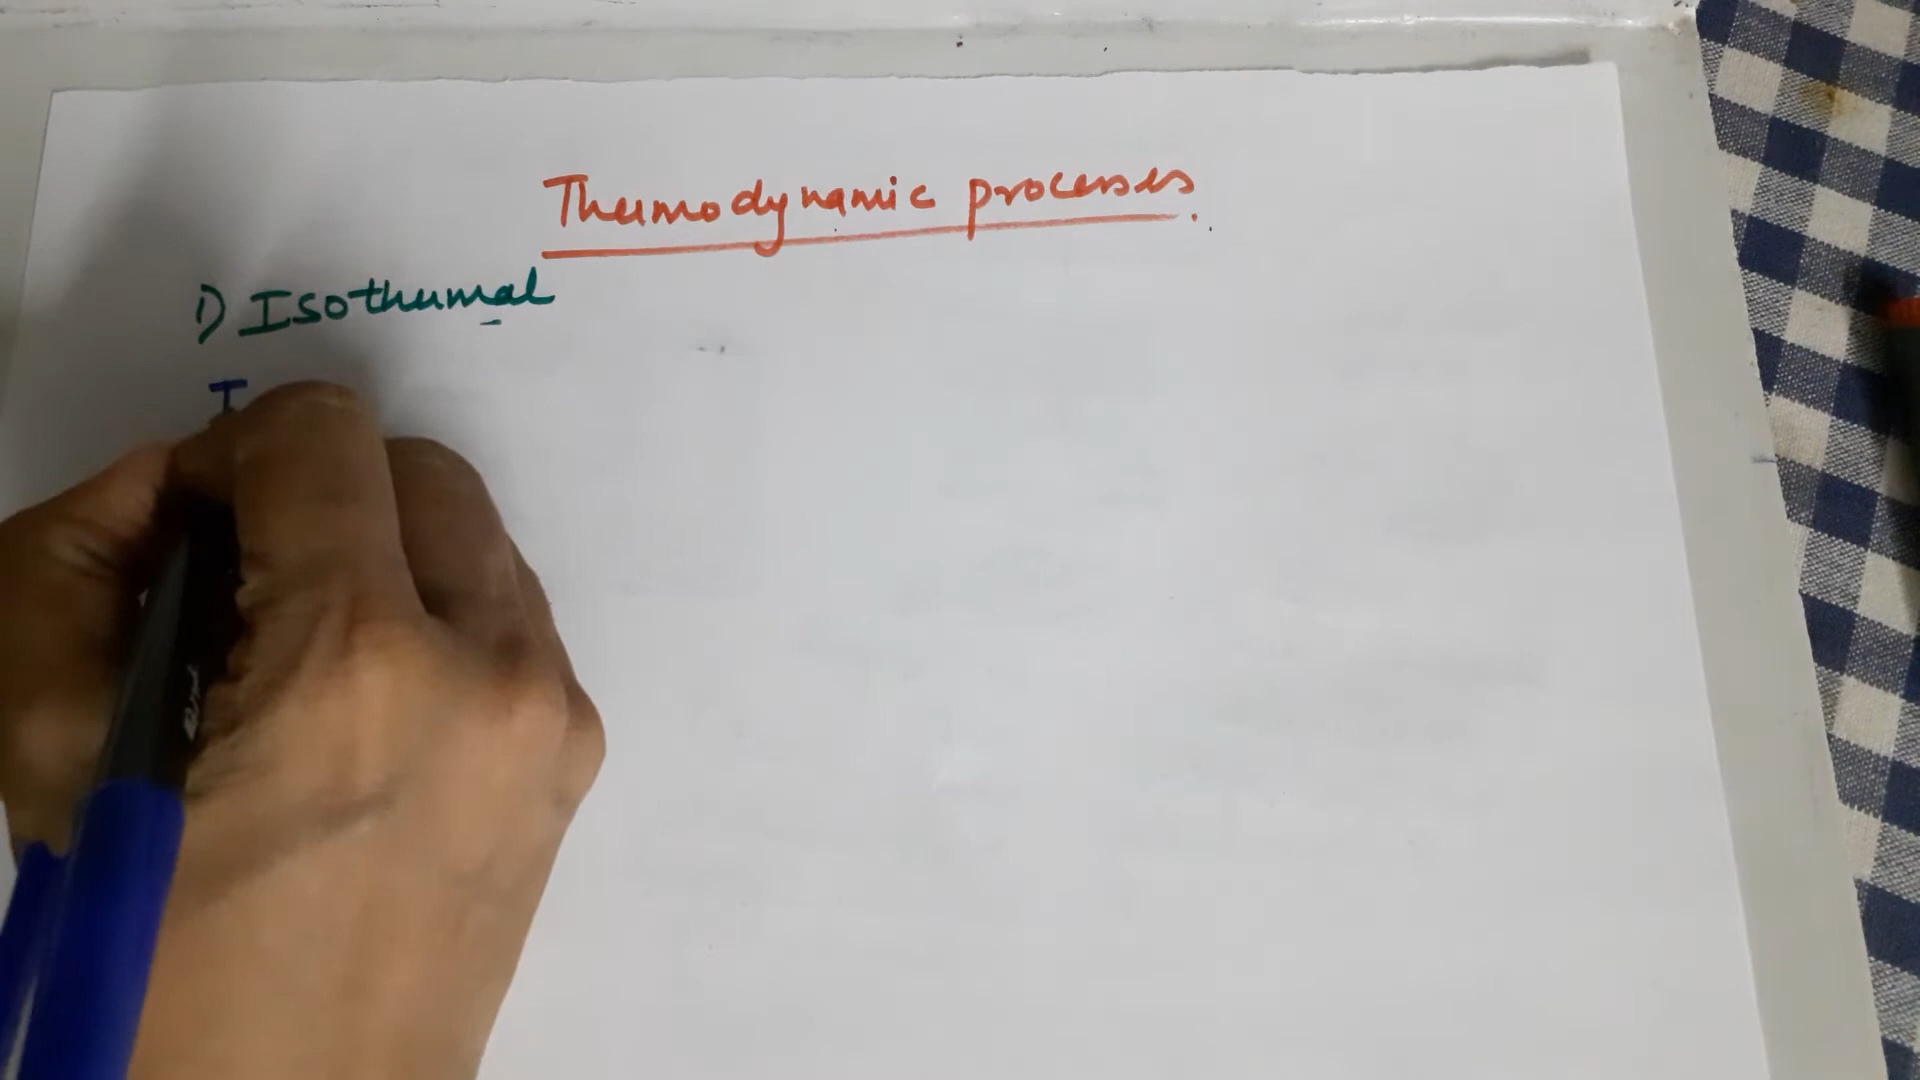 Thermodynamic processes.
1) Isothermal
T